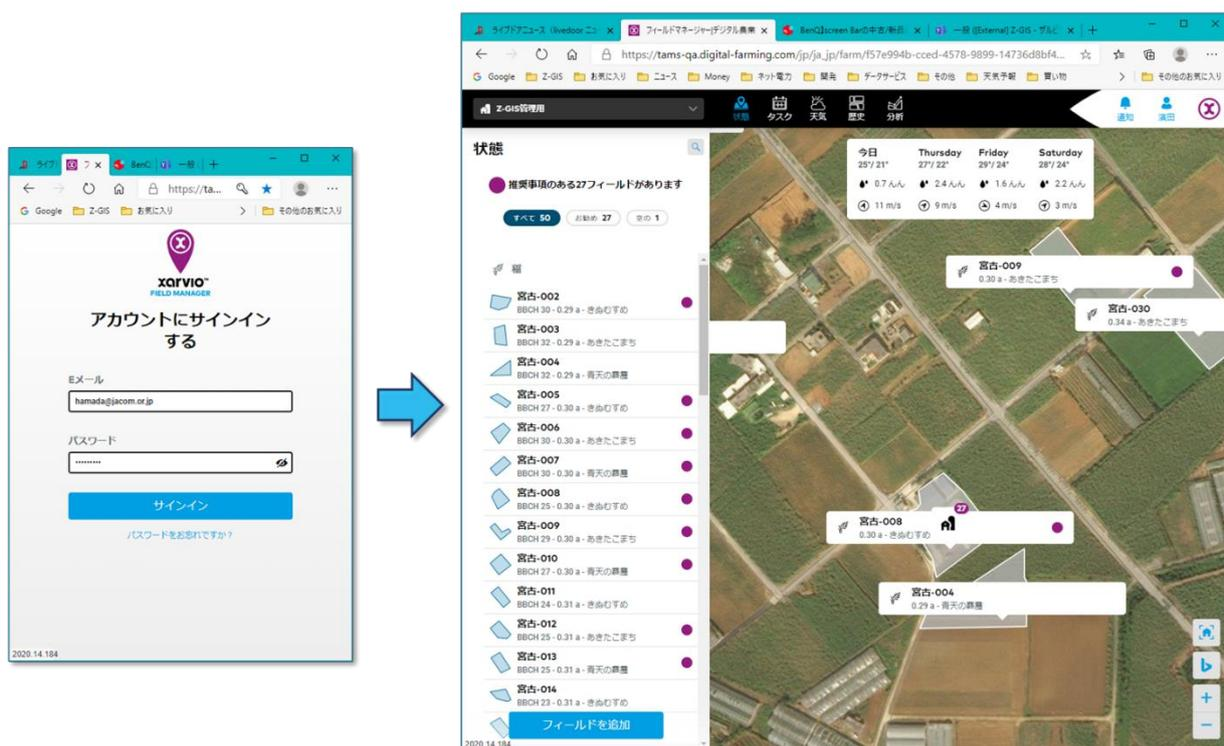 ライブ
フ
BenQ
一般
https://ta...
Google
Z-GIS
お気に入り
その他のお気に入り
xarvio™
FIELD MANAGER
アカウントにサインイン
する
Eメール
hamada@jacom.or.jp
パスワード
サインイン
パスワードをお忘れですか？
2020.14.184
ライブドアニュース（livedoor ニュ
フィールドマネージャー|デジタル農業
BenQ]screen Barの中古/新品
一般 ([External] Z-GIS - ザルビ
https://tams-qa.digital-farming.com/jp/ja_jp/farm/f57e994b-cced-4578-9899-14736d8bf4...
Google
Z-GIS
お気に入り
ニュース
Money
ネット電力
開発
データサービス
その他
天気予報
買い物
その他のお気に入り
Z-GIS管理用
状態
タスク
天気
歴史
分析
通知
濱田
状態
推奨事項のある27フィールドがあります
すべて 50
お勧め 27
空の 1
稲
宮古-002
BBCH 30 - 0.29 a - きぬむすめ
宮古-003
BBCH 32 - 0.29 a - あきたこまち
宮古-004
BBCH 32 - 0.29 a - 青天の霹靂
宮古-005
BBCH 27 - 0.30 a - きぬむすめ
宮古-006
BBCH 30 - 0.30 a - あきたこまち
宮古-007
BBCH 30 - 0.30 a - 青天の霹靂
宮古-008
BBCH 25 - 0.30 a - きぬむすめ
宮古-009
BBCH 29 - 0.30 a - あきたこまち
宮古-010
BBCH 27 - 0.30 a - 青天の霹靂
宮古-011
BBCH 24 - 0.31 a - きぬむすめ
宮古-012
BBCH 25 - 0.31 a - あきたこまち
宮古-013
BBCH 25 - 0.31 a - 青天の霹靂
宮古-014
BBCH 23 - 0.31 a - きぬむすめ
フィールドを追加
2020.14.184
今日 Thursday Friday Saturday
25°/ 21° 27°/ 22° 29°/ 24° 28°/ 24°
0.7 んん 2.4 んん 1.6 んん 2.2 んん
11 m/s 9 m/s 4 m/s 3 m/s
宮古-009
0.30 a - あきたこまち
宮古-030
0.34 a - あきたこまち
27
宮古-008
0.30 a - きぬむすめ
宮古-004
0.29 a - 青天の霹靂